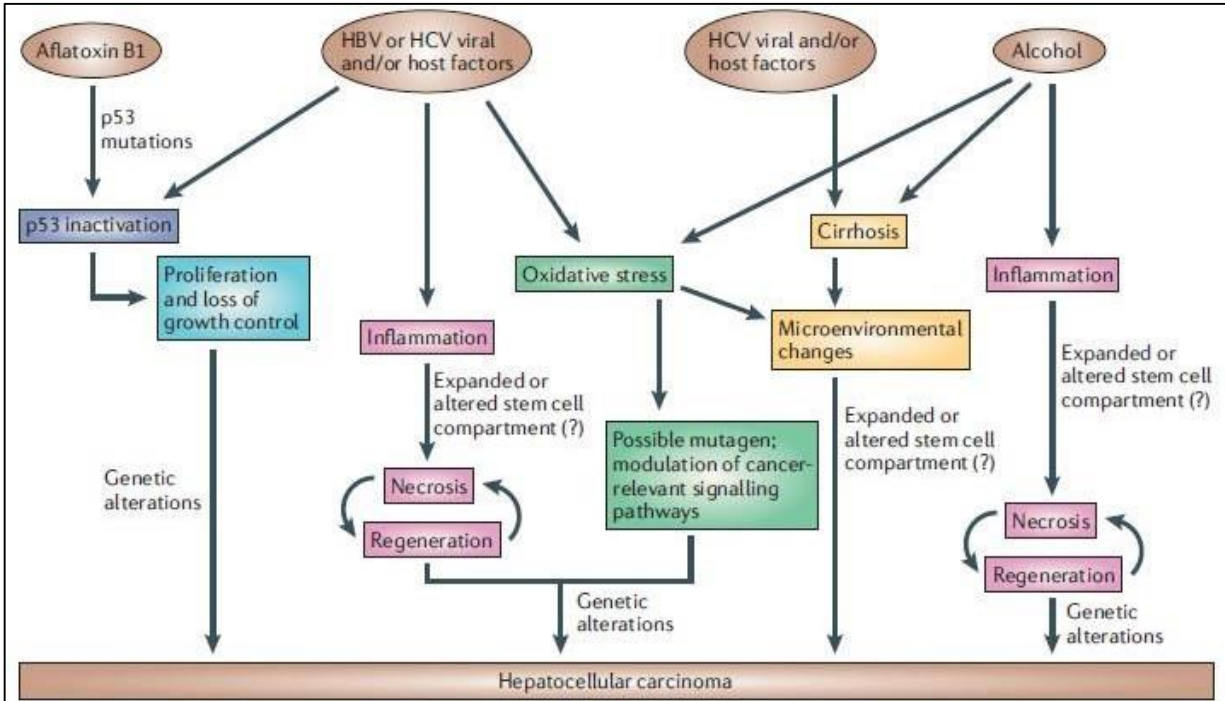 Aflatoxin B1
HBV or HCV viral
and/or host factors
HCV viral and/or
host factors
Alcohol
p53
mutations
p53 inactivation
Cirrhosis
Proliferation
and loss of
growth control
Oxidative stress
Inflammation
Inflammation
Microenvironmental
changes
Expanded or
altered stem cell
compartment (?)
Expanded or
altered stem cell
compartment (?)
Possible mutagen;
modulation of cancer-
relevant signalling
pathways
Expanded or
altered stem cell
compartment (?)
Genetic
alterations
Necrosis
Regeneration
Necrosis
Regeneration
Genetic
alterations
Genetic
alterations
Hepatocellular carcinoma